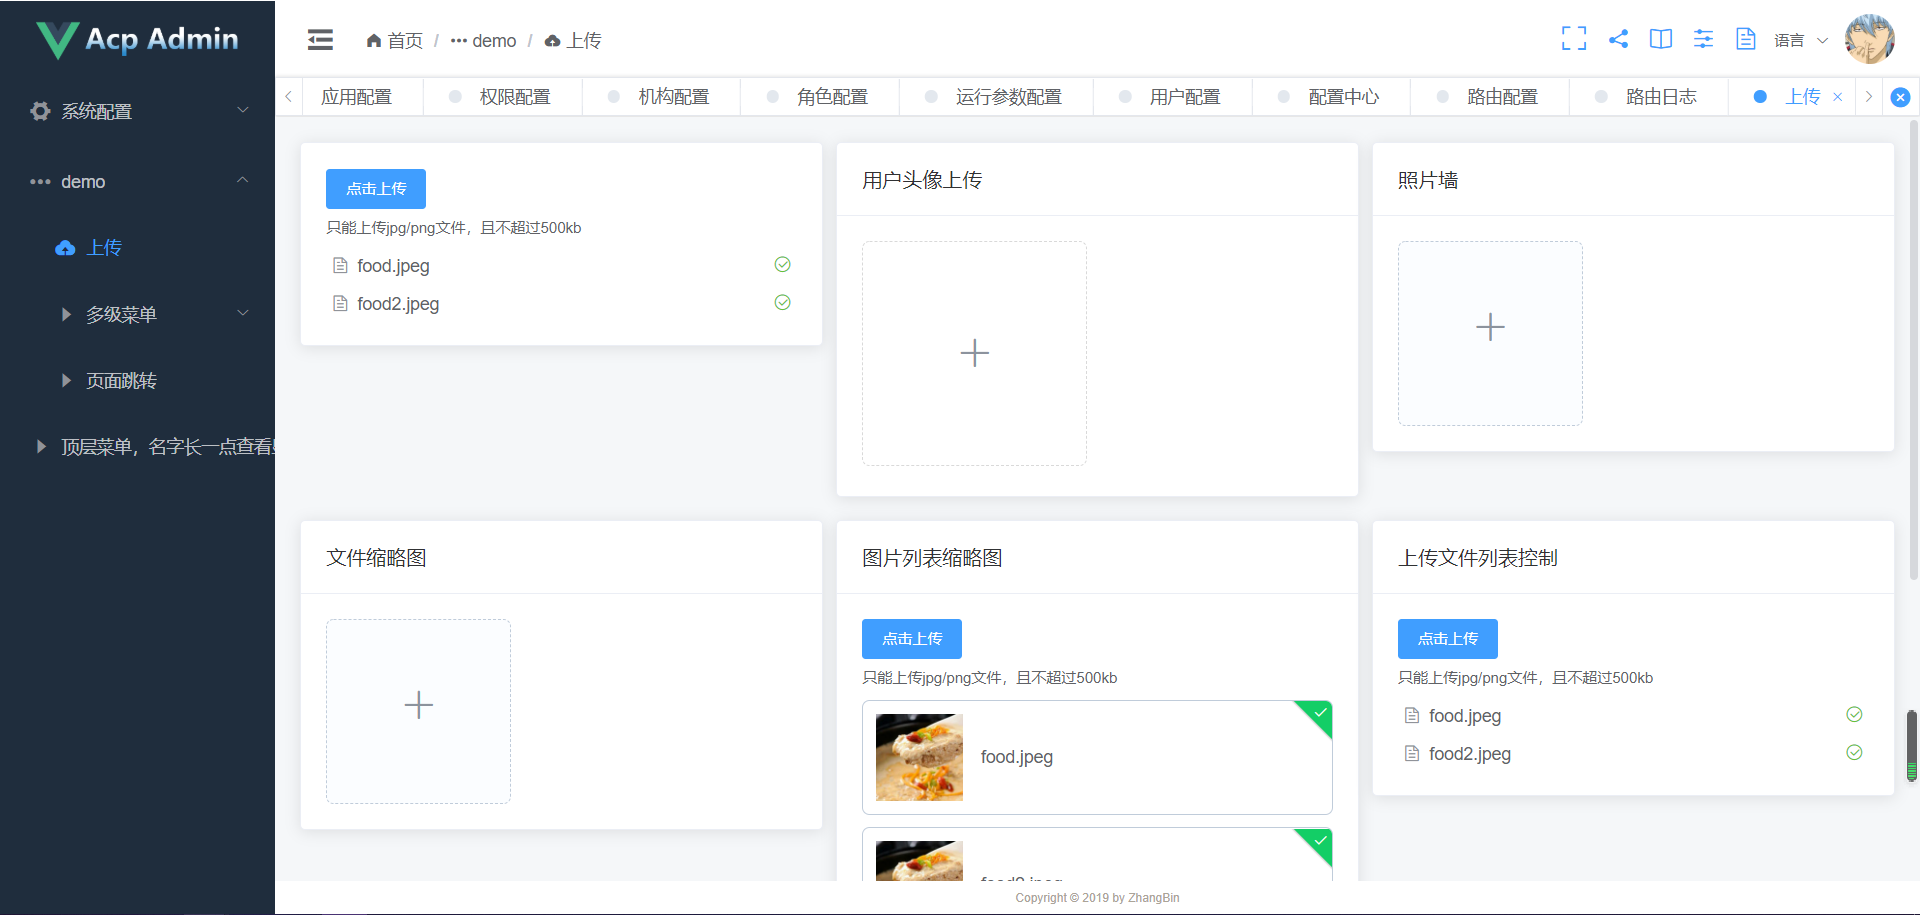 Acp Admin
系统配置
demo
上传
多级菜单
页面跳转
顶层菜单，名字长一点查看
首页 / demo / 上传
语言
应用配置 权限配置 机构配置 角色配置 运行参数配置 用户配置 配置中心 路由配置 路由日志 上传
点击上传
只能上传jpg/png文件，且不超过500kb
food.jpeg
food2.jpeg
用户头像上传
照片墙
文件缩略图
图片列表缩略图
点击上传
只能上传jpg/png文件，且不超过500kb
food.jpeg
food2.jpeg
上传文件列表控制
点击上传
只能上传jpg/png文件，且不超过500kb
food.jpeg
food2.jpeg
Copyright © 2019 by ZhangBin